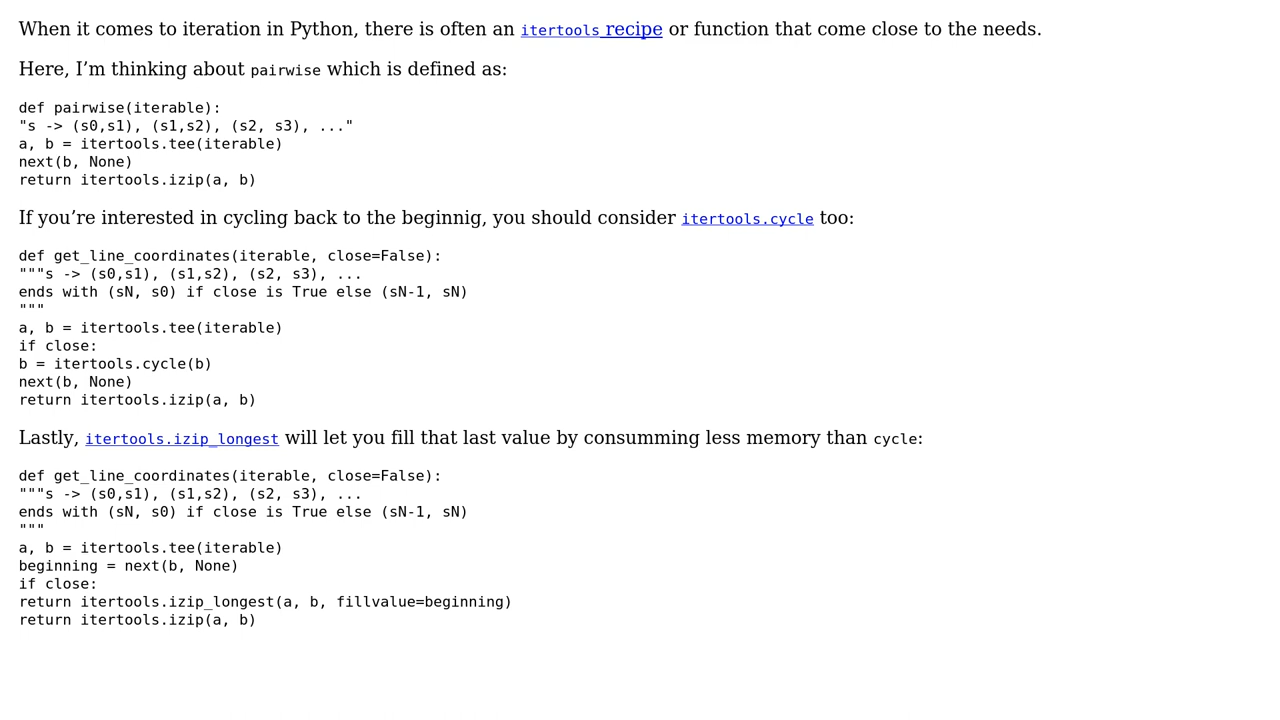 When it comes to iteration in Python, there is often an itertools recipe or function that come close to the needs.
Here, I’m thinking about pairwise which is defined as:
def pairwise(iterable):
"s -> (s0,s1), (s1,s2), (s2, s3), ..."
a, b = itertools.tee(iterable)
next(b, None)
return itertools.izip(a, b)
If you’re interested in cycling back to the beginnig, you should consider itertools.cycle too:
def get_line_coordinates(iterable, close=False):
"""s -> (s0,s1), (s1,s2), (s2, s3), ...
ends with (sN, s0) if close is True else (sN-1, sN)
"""
a, b = itertools.tee(iterable)
if close:
b = itertools.cycle(b)
next(b, None)
return itertools.izip(a, b)
Lastly, itertools.izip_longest will let you fill that last value by consumming less memory than cycle:
def get_line_coordinates(iterable, close=False):
"""s -> (s0,s1), (s1,s2), (s2, s3), ...
ends with (sN, s0) if close is True else (sN-1, sN)
"""
a, b = itertools.tee(iterable)
beginning = next(b, None)
if close:
return itertools.izip_longest(a, b, fillvalue=beginning)
return itertools.izip(a, b)